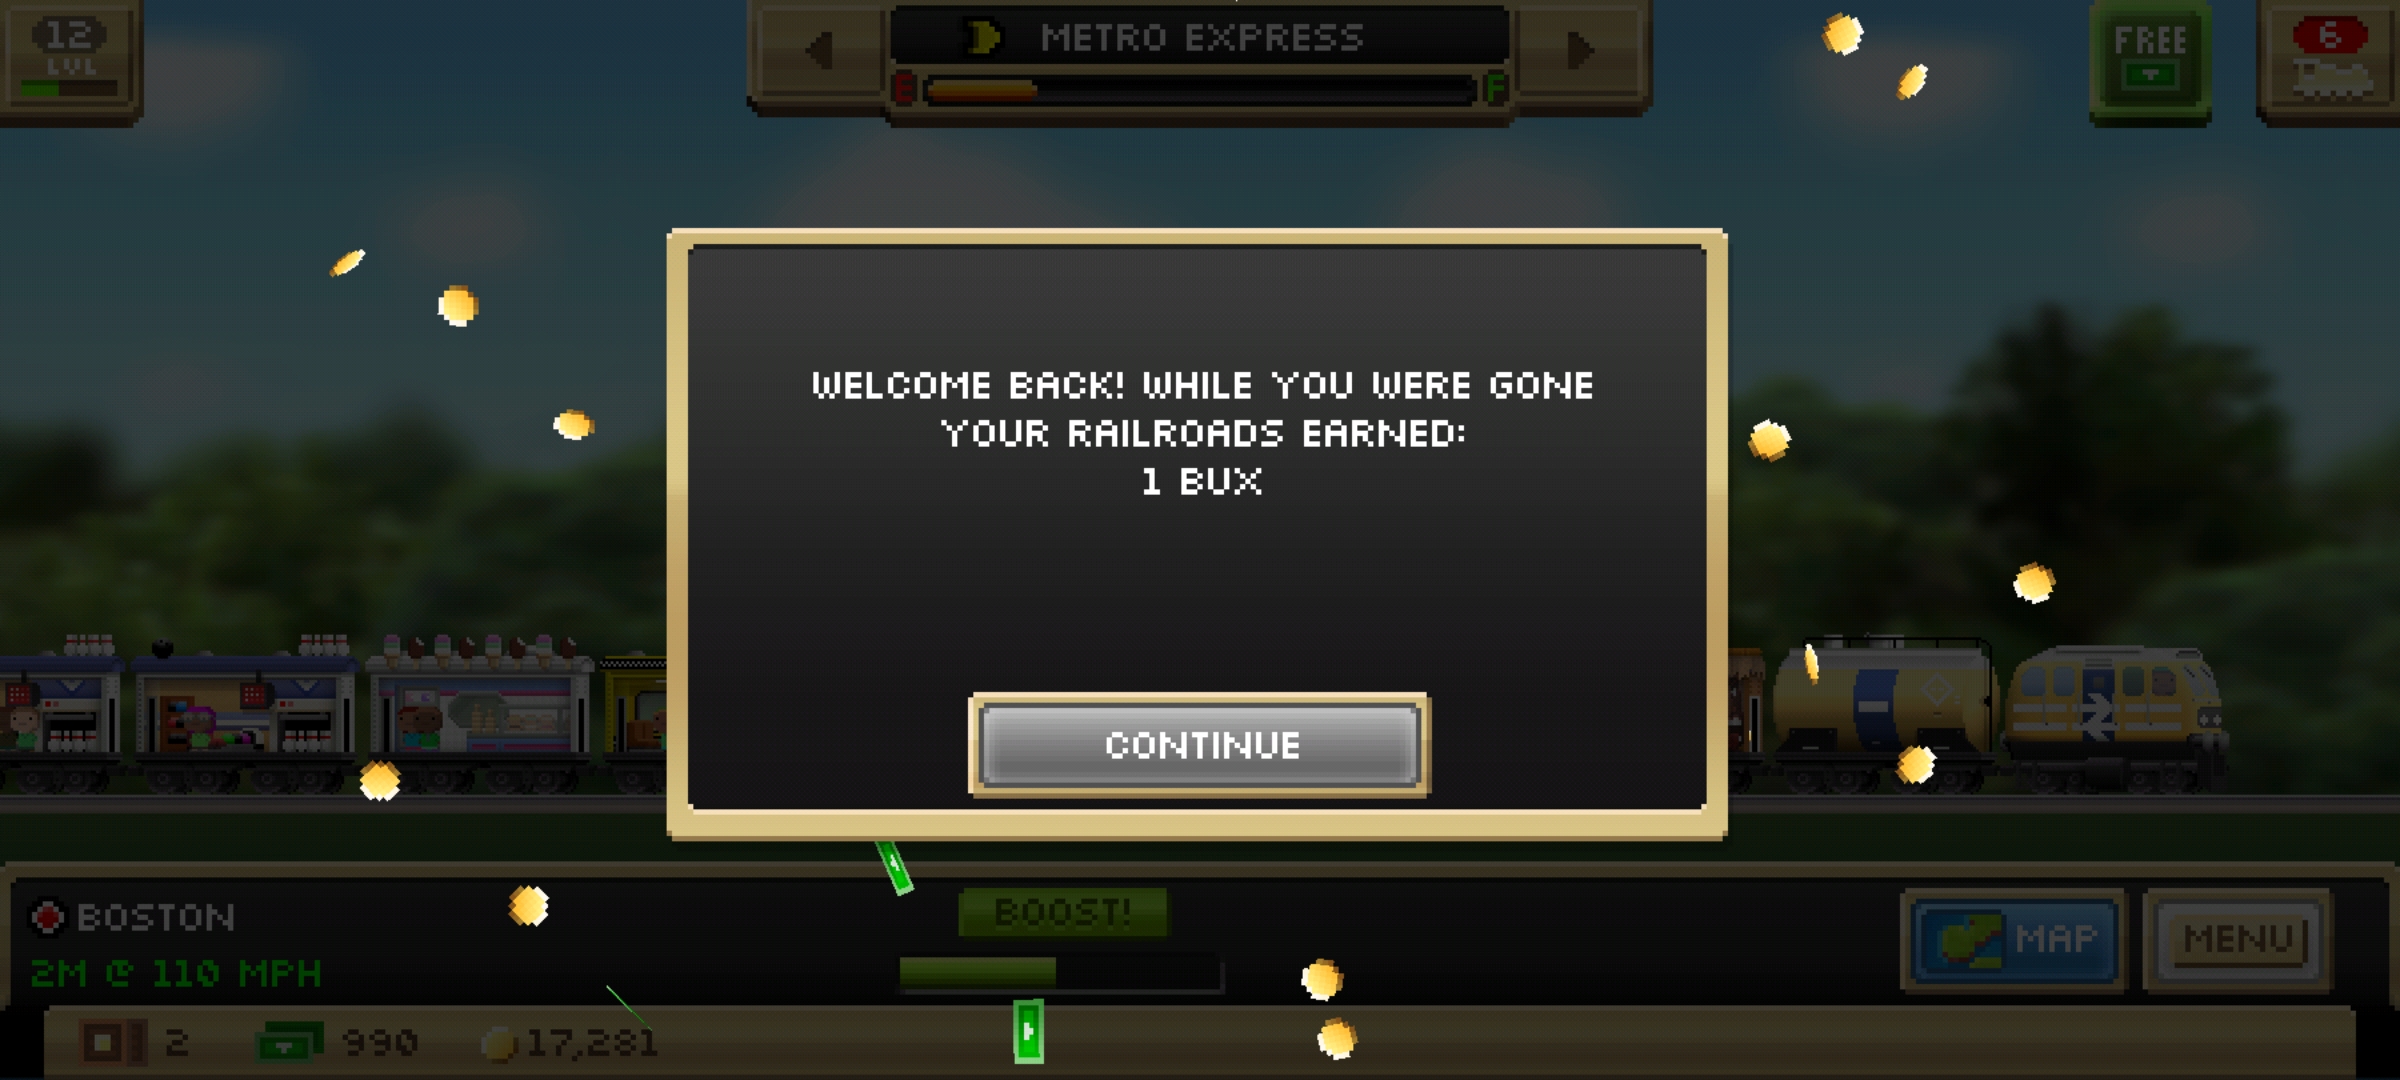 12
LVL
METRO EXPRESS
E F
FREE
6
WELCOME BACK! WHILE YOU WERE GONE
YOUR RAILROADS EARNED:
1 BUX
CONTINUE
BOSTON
2M @ 110 MPH
BOOST!
MAP
MENU
2 990 17,281